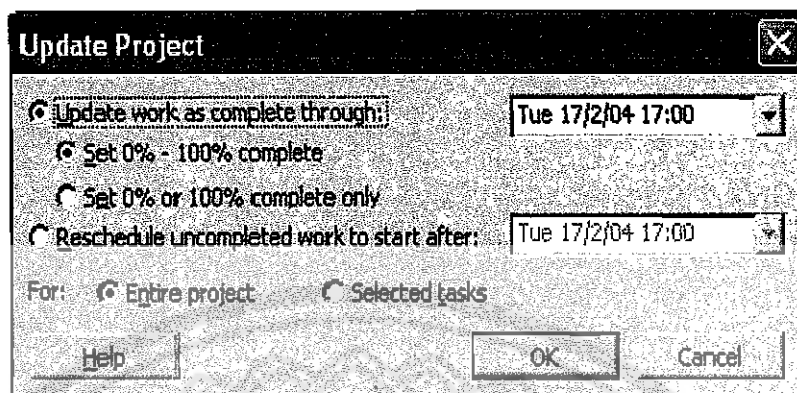 Update Project
Update work as complete through: Tue 17/2/04 17:00
Set 0% - 100% complete
Set 0% or 100% complete only
Reschedule uncompleted work to start after: Tue 17/2/04 17:00
For: Entire project Selected tasks
Help OK Cancel